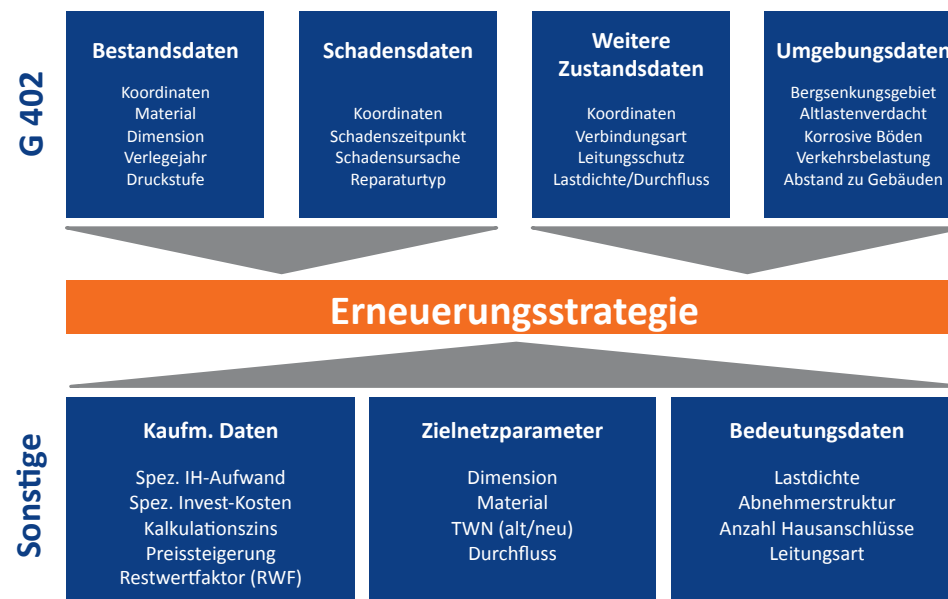 G 402
Bestandsdaten
Koordinaten
Material
Dimension
Verlegejahr
Druckstufe
Schadensdaten
Koordinaten
Schadenszeitpunkt
Schadensursache
Reparaturtyp
Weitere
Zustandsdaten
Koordinaten
Verbindungsart
Leitungsschutz
Lastdichte/Durchfluss
Umgebungsdaten
Bergsenkungsgebiet
Altlastenverdacht
Korrosive Böden
Verkehrsbelastung
Abstand zu Gebäuden
Erneuerungsstrategie
Sonstige
Kaufm. Daten
Spez. IH-Aufwand
Spez. Invest-Kosten
Kalkulationszins
Preissteigerung
Restwertfaktor (RWF)
Zielnetzparameter
Dimension
Material
TWN (alt/neu)
Durchfluss
Bedeutungsdaten
Lastdichte
Abnehmerstruktur
Anzahl Hausanschlüsse
Leitungsart